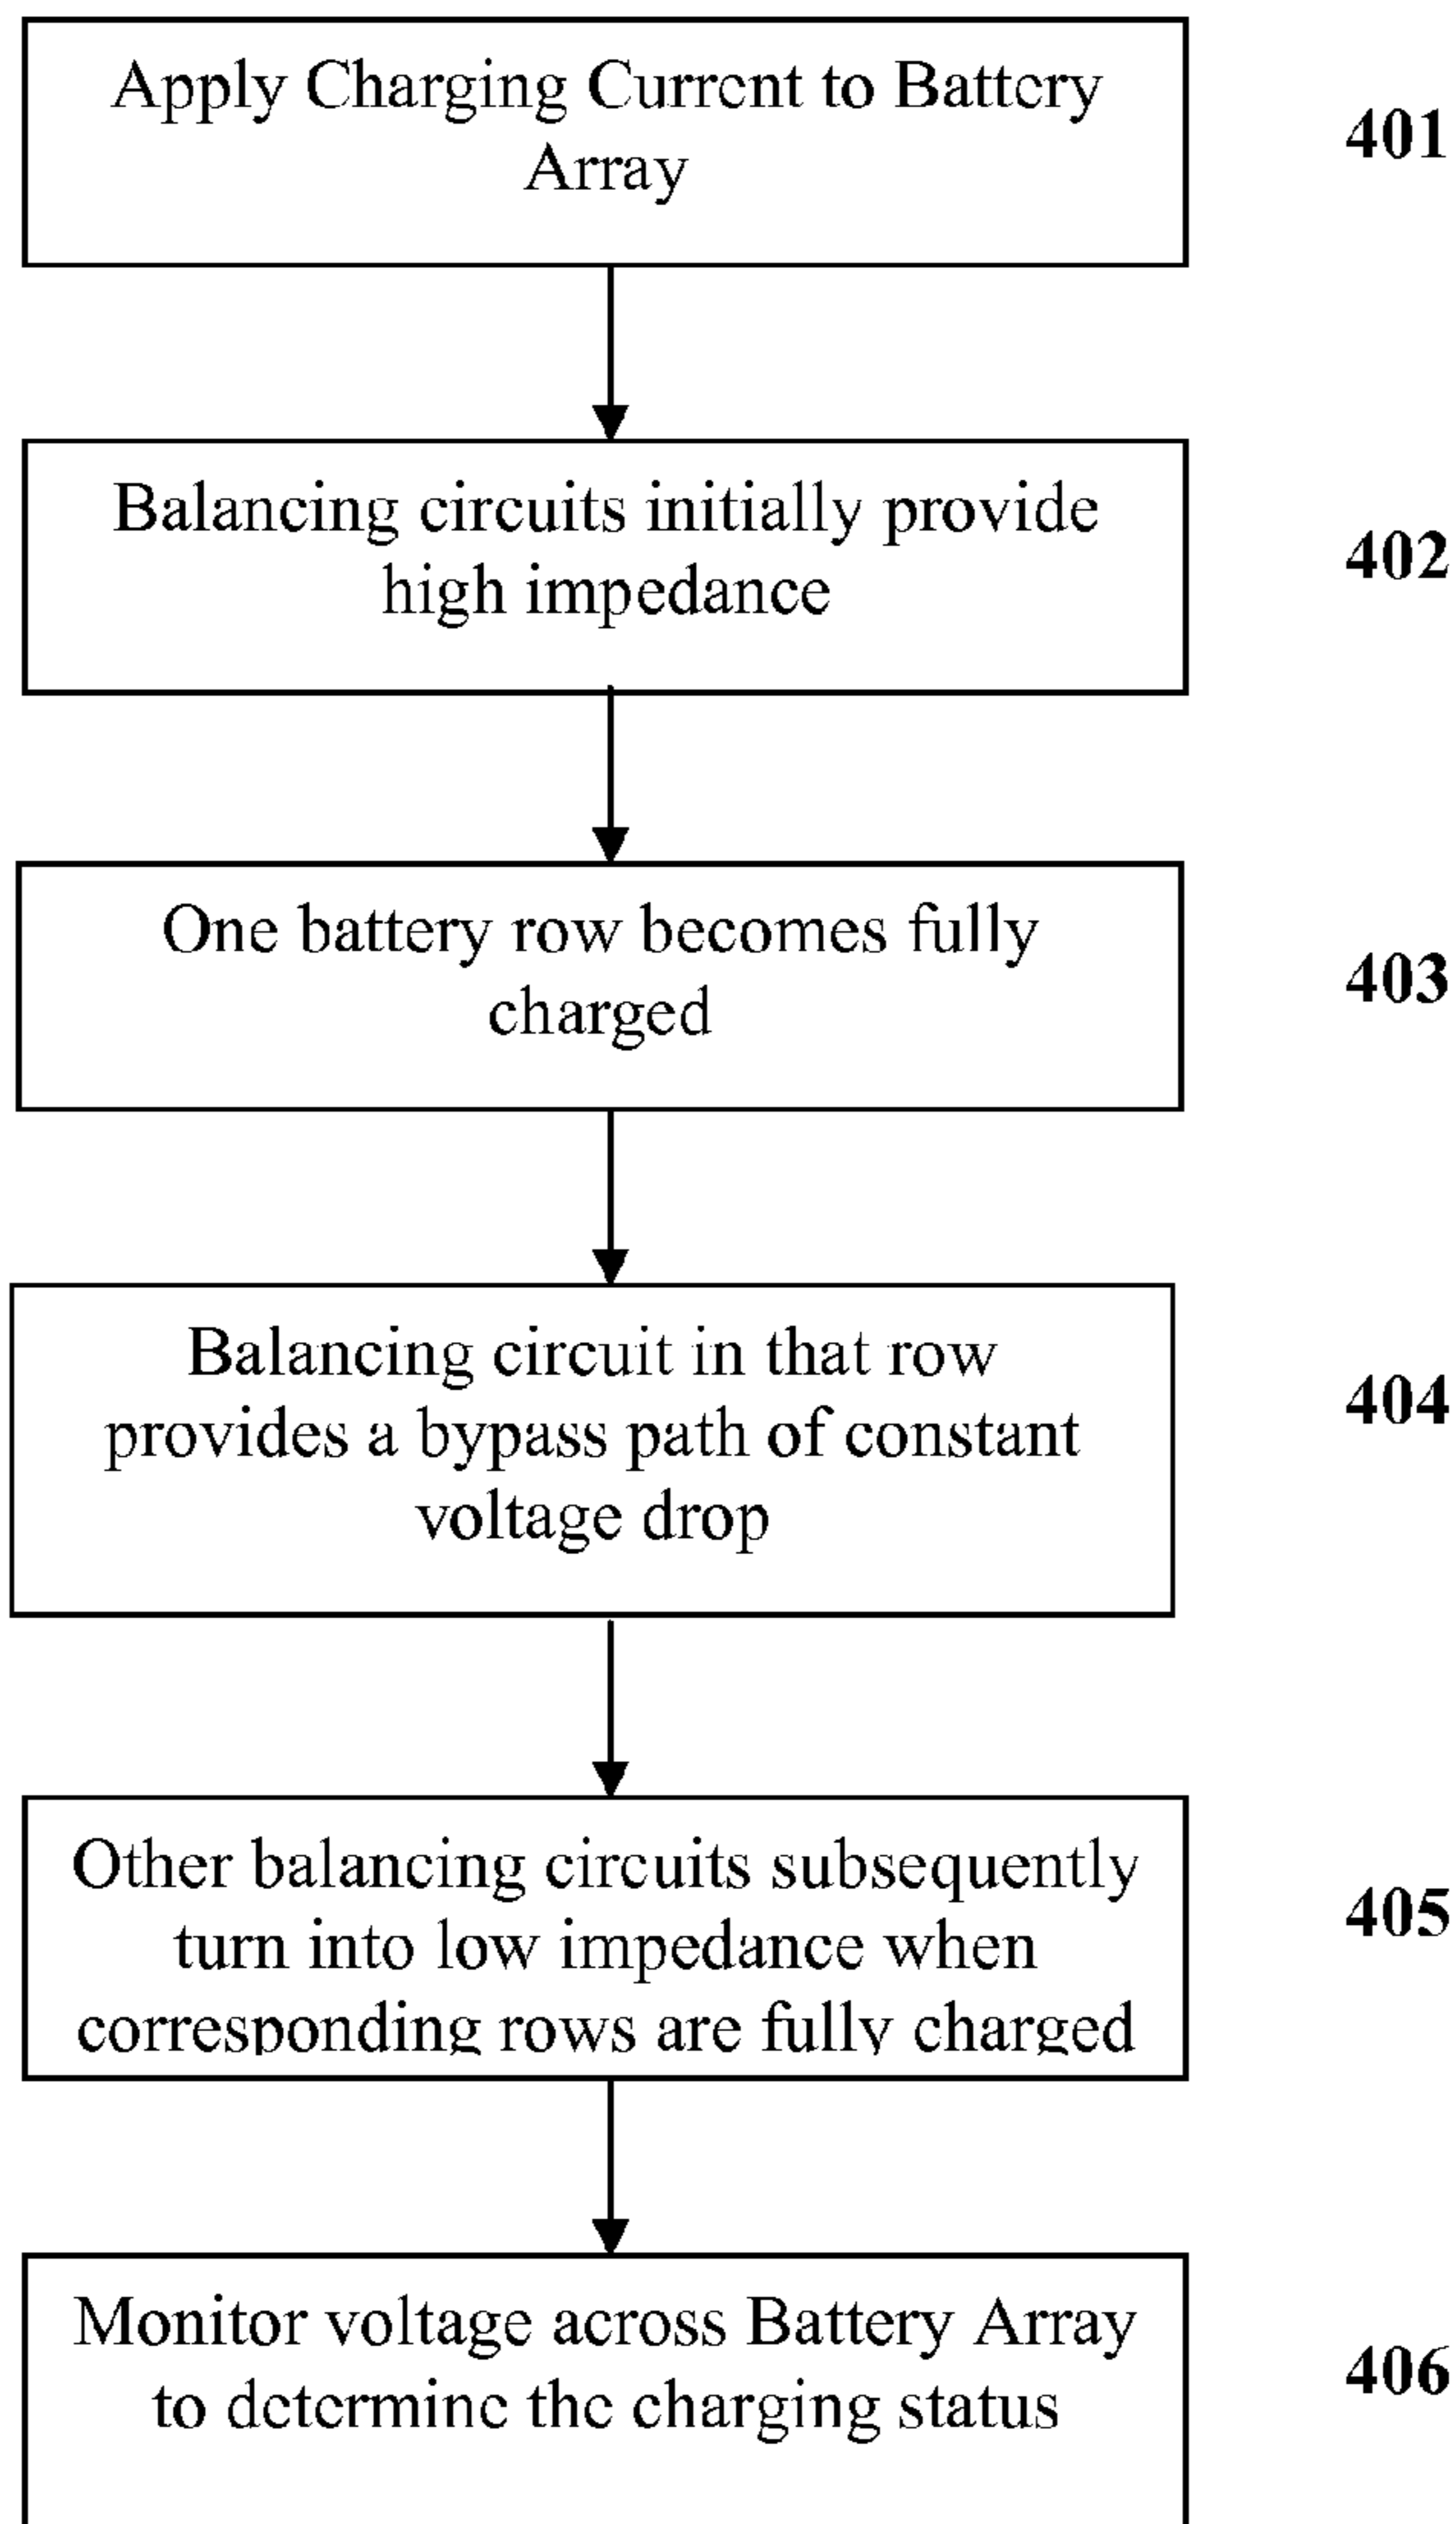 Apply Charging Current to Battery
Array
401
Balancing circuits initially provide
high impedance
402
One battery row becomes fully
charged
403
Balancing circuit in that row
provides a bypass path of constant
voltage drop
404
Other balancing circuits subsequently
turn into low impedance when
corresponding rows are fully charged
405
Monitor voltage across Battery Array
to determine the charging status
406